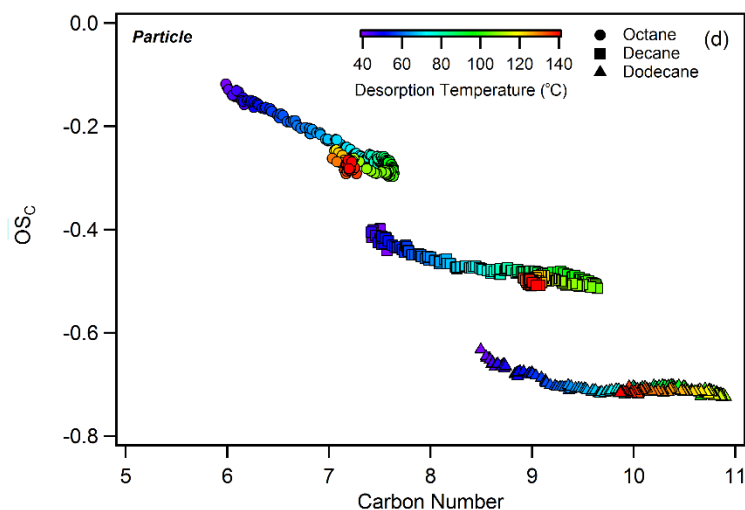 Particle
(d)
40 60 80 100 120 140
Desorption Temperature (°C)
Octane
Decane
Dodecane
0.0
-0.2
-0.4
-0.6
-0.8
OSC
5 6 7 8 9 10 11
Carbon Number